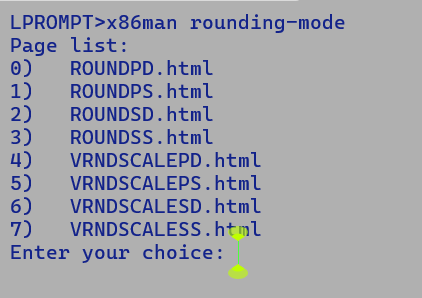 LPROMPT>x86man rounding-mode
Page list:
0)   ROUNDPD.html
1)   ROUNDPS.html
2)   ROUNDSD.html
3)   ROUNDSS.html
4)   VRNDSCALEPD.html
5)   VRNDSCALEPS.html
6)   VRNDSCALESD.html
7)   VRNDSCALESS.html
Enter your choice: